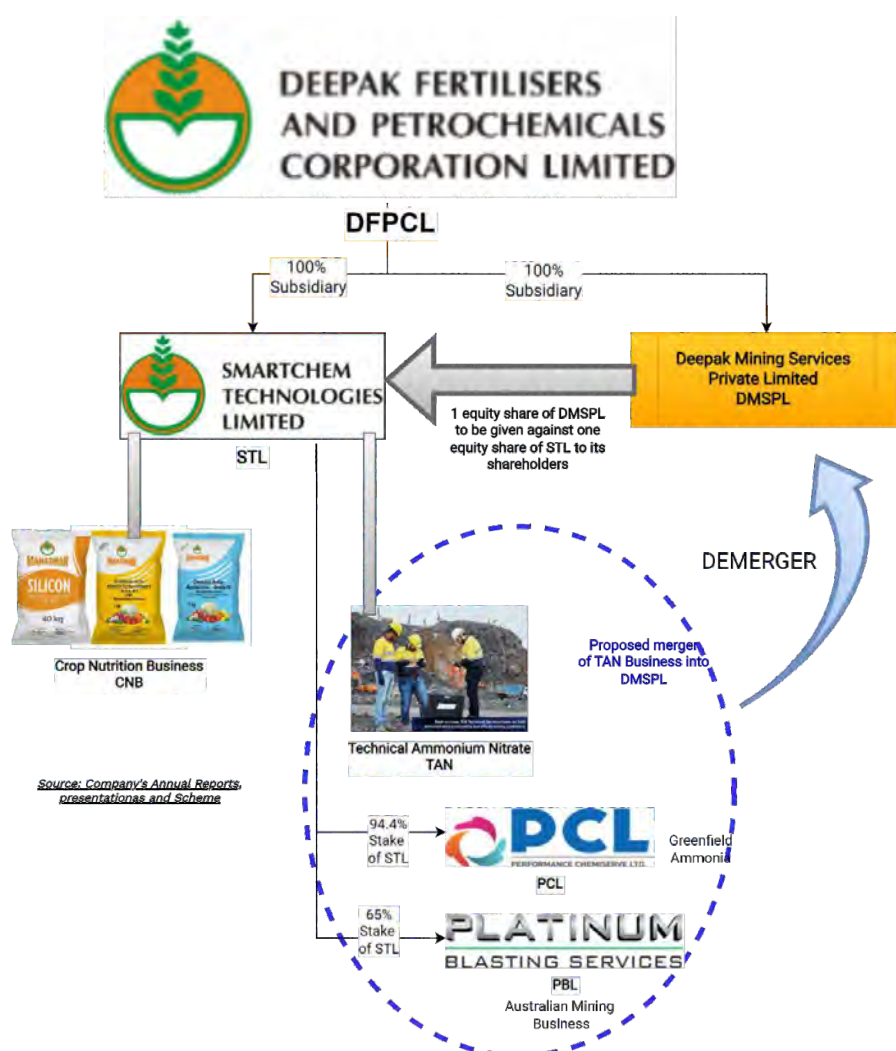 DEEPAK FERTILISERS
AND PETROCHEMICALS
CORPORATION LIMITED
DFPCL
100%
Subsidiary
100%
Subsidiary
SMARTCHEM
TECHNOLOGIES
LIMITED
STL
1 equity share of DMSPL
to be given against one
equity share of STL to its
shareholders
Deepak Mining Services
Private Limited
DMSPL
DEMERGER
MAHADHAN
SILICON
40 kg
Crop Nutrition Business
CNB
Proposed merger
of TAN Business into
DMSPL
Technical Ammonium Nitrate
TAN
Source: Company's Annual Reports,
presentationas and Scheme
94.4%
Stake
of STL
PCL
PERFORMANCE CHEMISERVE LTD.
Greenfield
Ammonia
PCL
65%
Stake
of STL
PLATINUM
BLASTING SERVICES
PBL
Australian Mining
Business